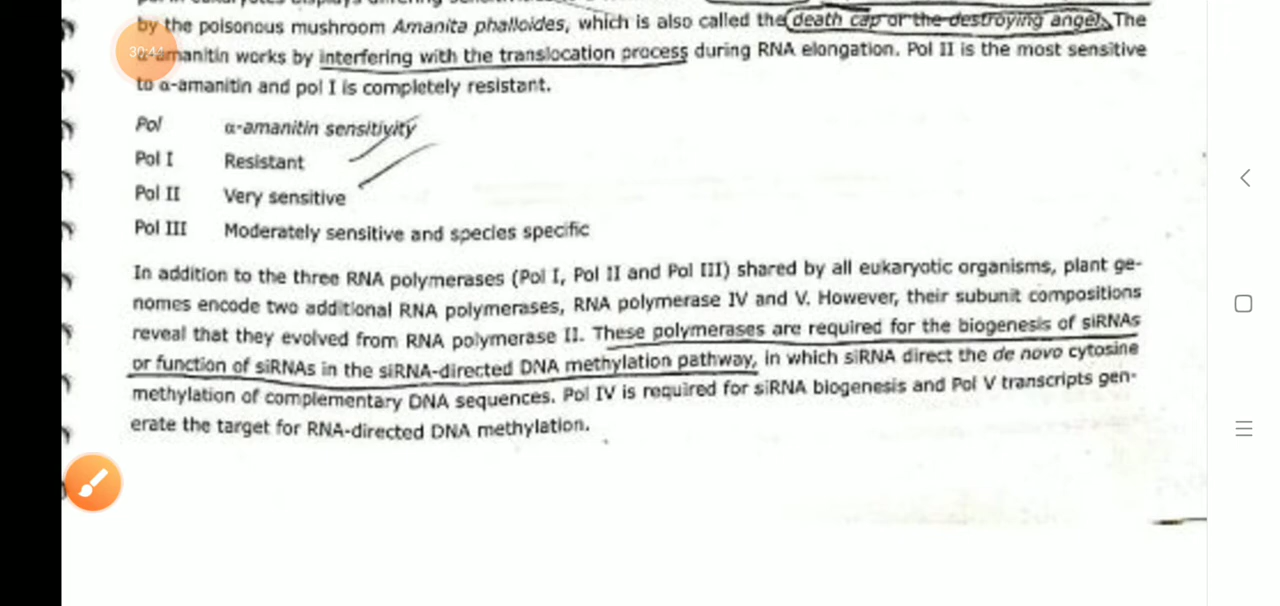 by the poisonous mushroom Amanita phalloides, which is also called the death cap or the destroying angel. The
30:44
α-amanitin works by interfering with the translocation process during RNA elongation. Pol II is the most sensitive
to α-amanitin and pol I is completely resistant.
Pol α-amanitin sensitivity
Pol I Resistant
Pol II Very sensitive
Pol III Moderately sensitive and species specific
In addition to the three RNA polymerases (Pol I, Pol II and Pol III) shared by all eukaryotic organisms, plant ge-
nomes encode two additional RNA polymerases, RNA polymerase IV and V. However, their subunit compositions
reveal that they evolved from RNA polymerase II. These polymerases are required for the biogenesis of siRNAs
or function of siRNAs in the siRNA-directed DNA methylation pathway, in which siRNA direct the de novo cytosine
methylation of complementary DNA sequences. Pol IV is required for siRNA biogenesis and Pol V transcripts gen-
erate the target for RNA-directed DNA methylation.